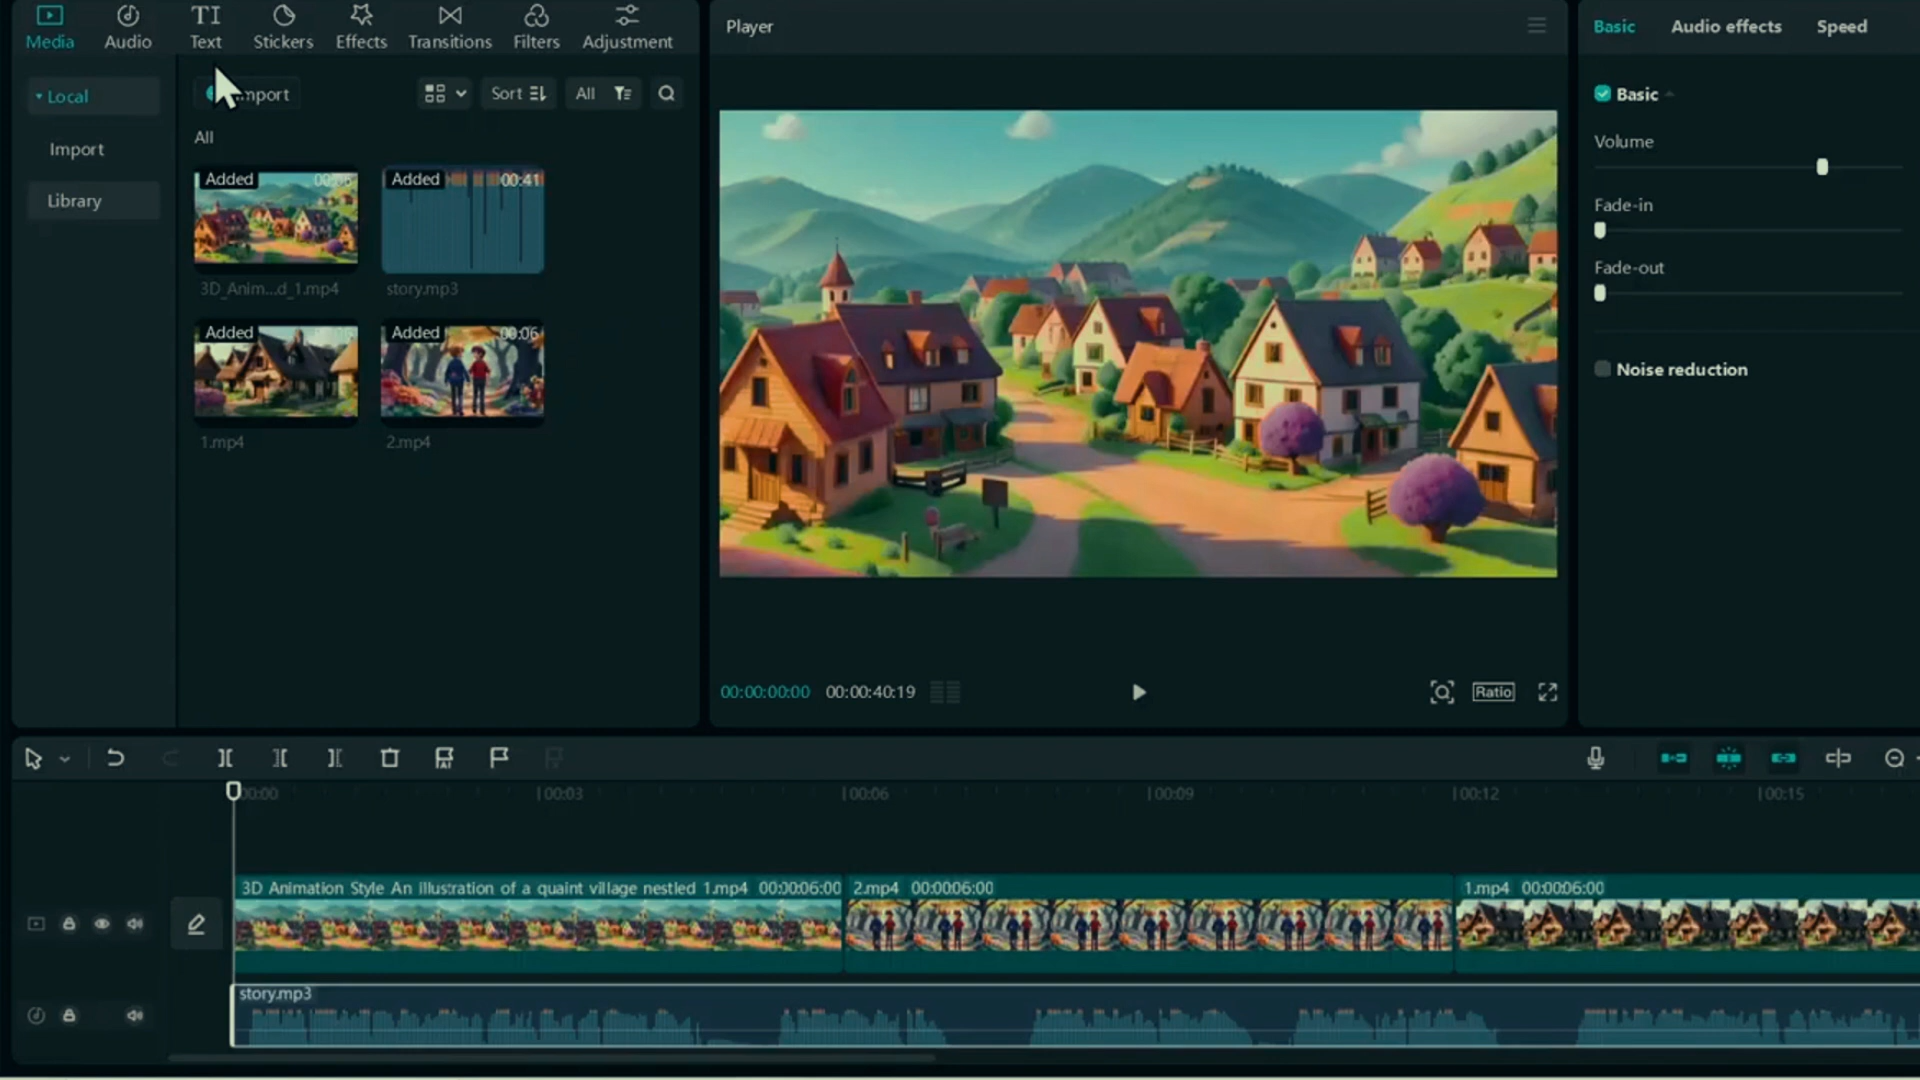 Media Audio Text Stickers Effects Transitions Filters Adjustment
Local
Import
Library
Sort All
All
Added
3D_Anim...d_1.mp4
Added 00:41
story.mp3
Added
1.mp4
Added 00:06
2.mp4
Player
00:00:00:00 00:00:40:19
Ratio
Basic Audio effects Speed
Basic
Volume
Fade-in
Fade-out
Noise reduction
00:00 00:03 00:06 00:09 00:12 00:15
3D Animation Style An illustration of a quaint village nestled 1.mp4 00:00:06:00
2.mp4 00:00:06:00
1.mp4 00:00:06:00
story.mp3